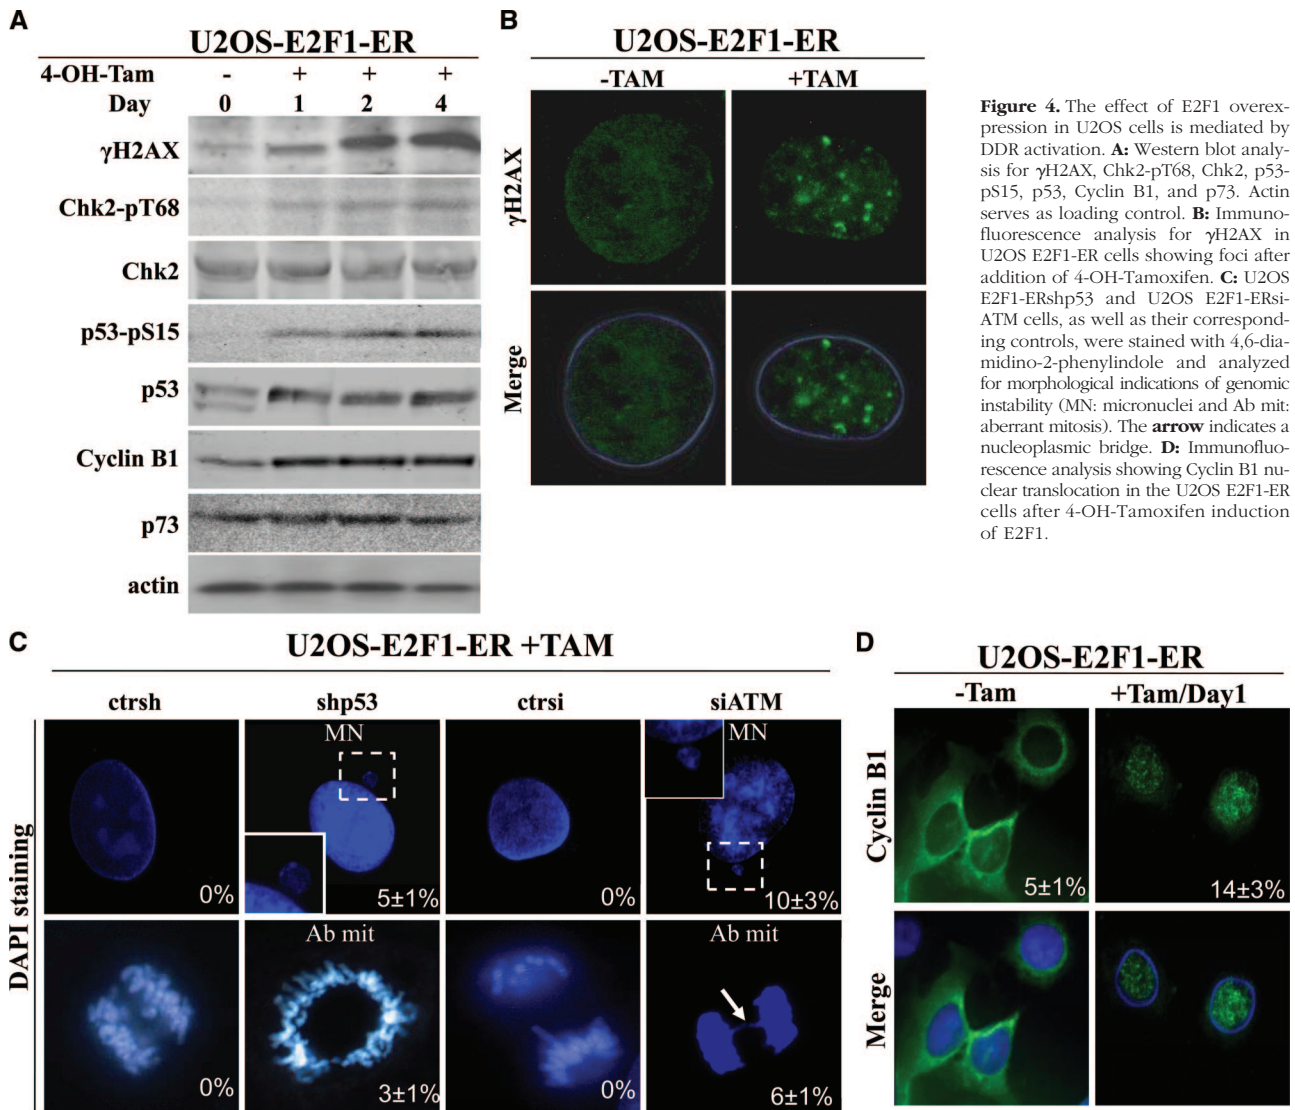 A
U2OS-E2F1-ER
4-OH-Tam - + + +
Day 0 1 2 4
γH2AX
Chk2-pT68
Chk2
p53-pS15
p53
Cyclin B1
p73
actin
B
U2OS-E2F1-ER
-TAM +TAM
γH2AX
Merge
Figure 4. The effect of E2F1 overex-
pression in U2OS cells is mediated by
DDR activation. A: Western blot analy-
sis for γH2AX, Chk2-pT68, Chk2, p53-
pS15, p53, Cyclin B1, and p73. Actin
serves as loading control. B: Immuno-
fluorescence analysis for γH2AX in
U2OS E2F1-ER cells showing foci after
addition of 4-OH-Tamoxifen. C: U2OS
E2F1-ERshp53 and U2OS E2F1-ERsi-
ATM cells, as well as their correspond-
ing controls, were stained with 4,6-dia-
midino-2-phenylindole and analyzed
for morphological indications of genomic
instability (MN: micronuclei and Ab mit:
aberrant mitosis). The arrow indicates a
nucleoplasmic bridge. D: Immunofluo-
rescence analysis showing Cyclin B1 nu-
clear translocation in the U2OS E2F1-ER
cells after 4-OH-Tamoxifen induction
of E2F1.
C
U2OS-E2F1-ER +TAM
ctrsh shp53 ctrsi siATM
DAPI staining
MN MN
0% 5±1% 0% 10±3%
Ab mit Ab mit
0% 3±1% 0% 6±1%
D
U2OS-E2F1-ER
-Tam +Tam/Day1
Cyclin B1
5±1% 14±3%
Merge